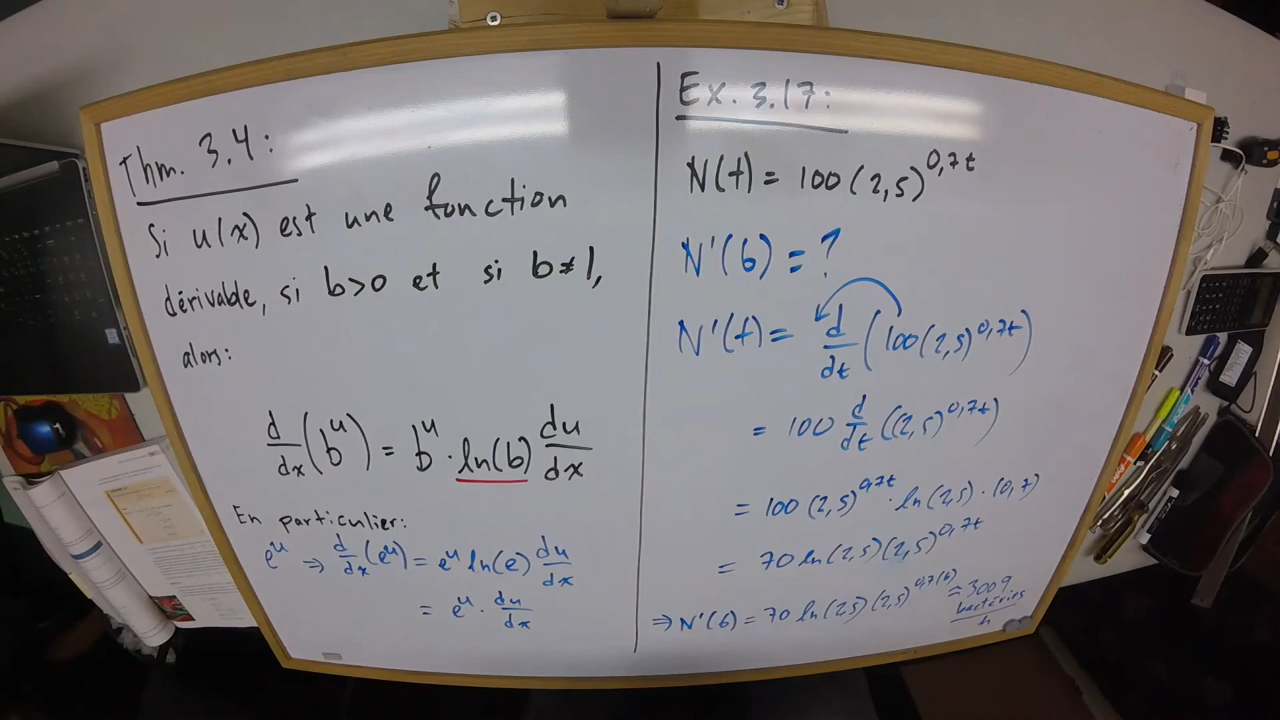 Thm. 3.4:
Si u(x) est une fonction
dérivable, si b>0 et si b≠1,
alors:
d/dx (b^u) = b^u · ln(b) du/dx
En particulier:
e^u ⇒ d/dx (e^u) = e^u ln(e) du/dx
= e^u · du/dx
Ex. 3.17:
N(t) = 100 (2,5)^0,7t
N'(6) = ?
N'(t) = d/dt (100(2,5)^0,7t)
= 100 d/dt ((2,5)^0,7t)
= 100 (2,5)^0,7t · ln(2,5) · (0,7)
= 70 ln(2,5)(2,5)^0,7t
⇒ N'(6) = 70 ln(2,5)(2,5)^0,7(6) ≈ 3009 bactéries/h